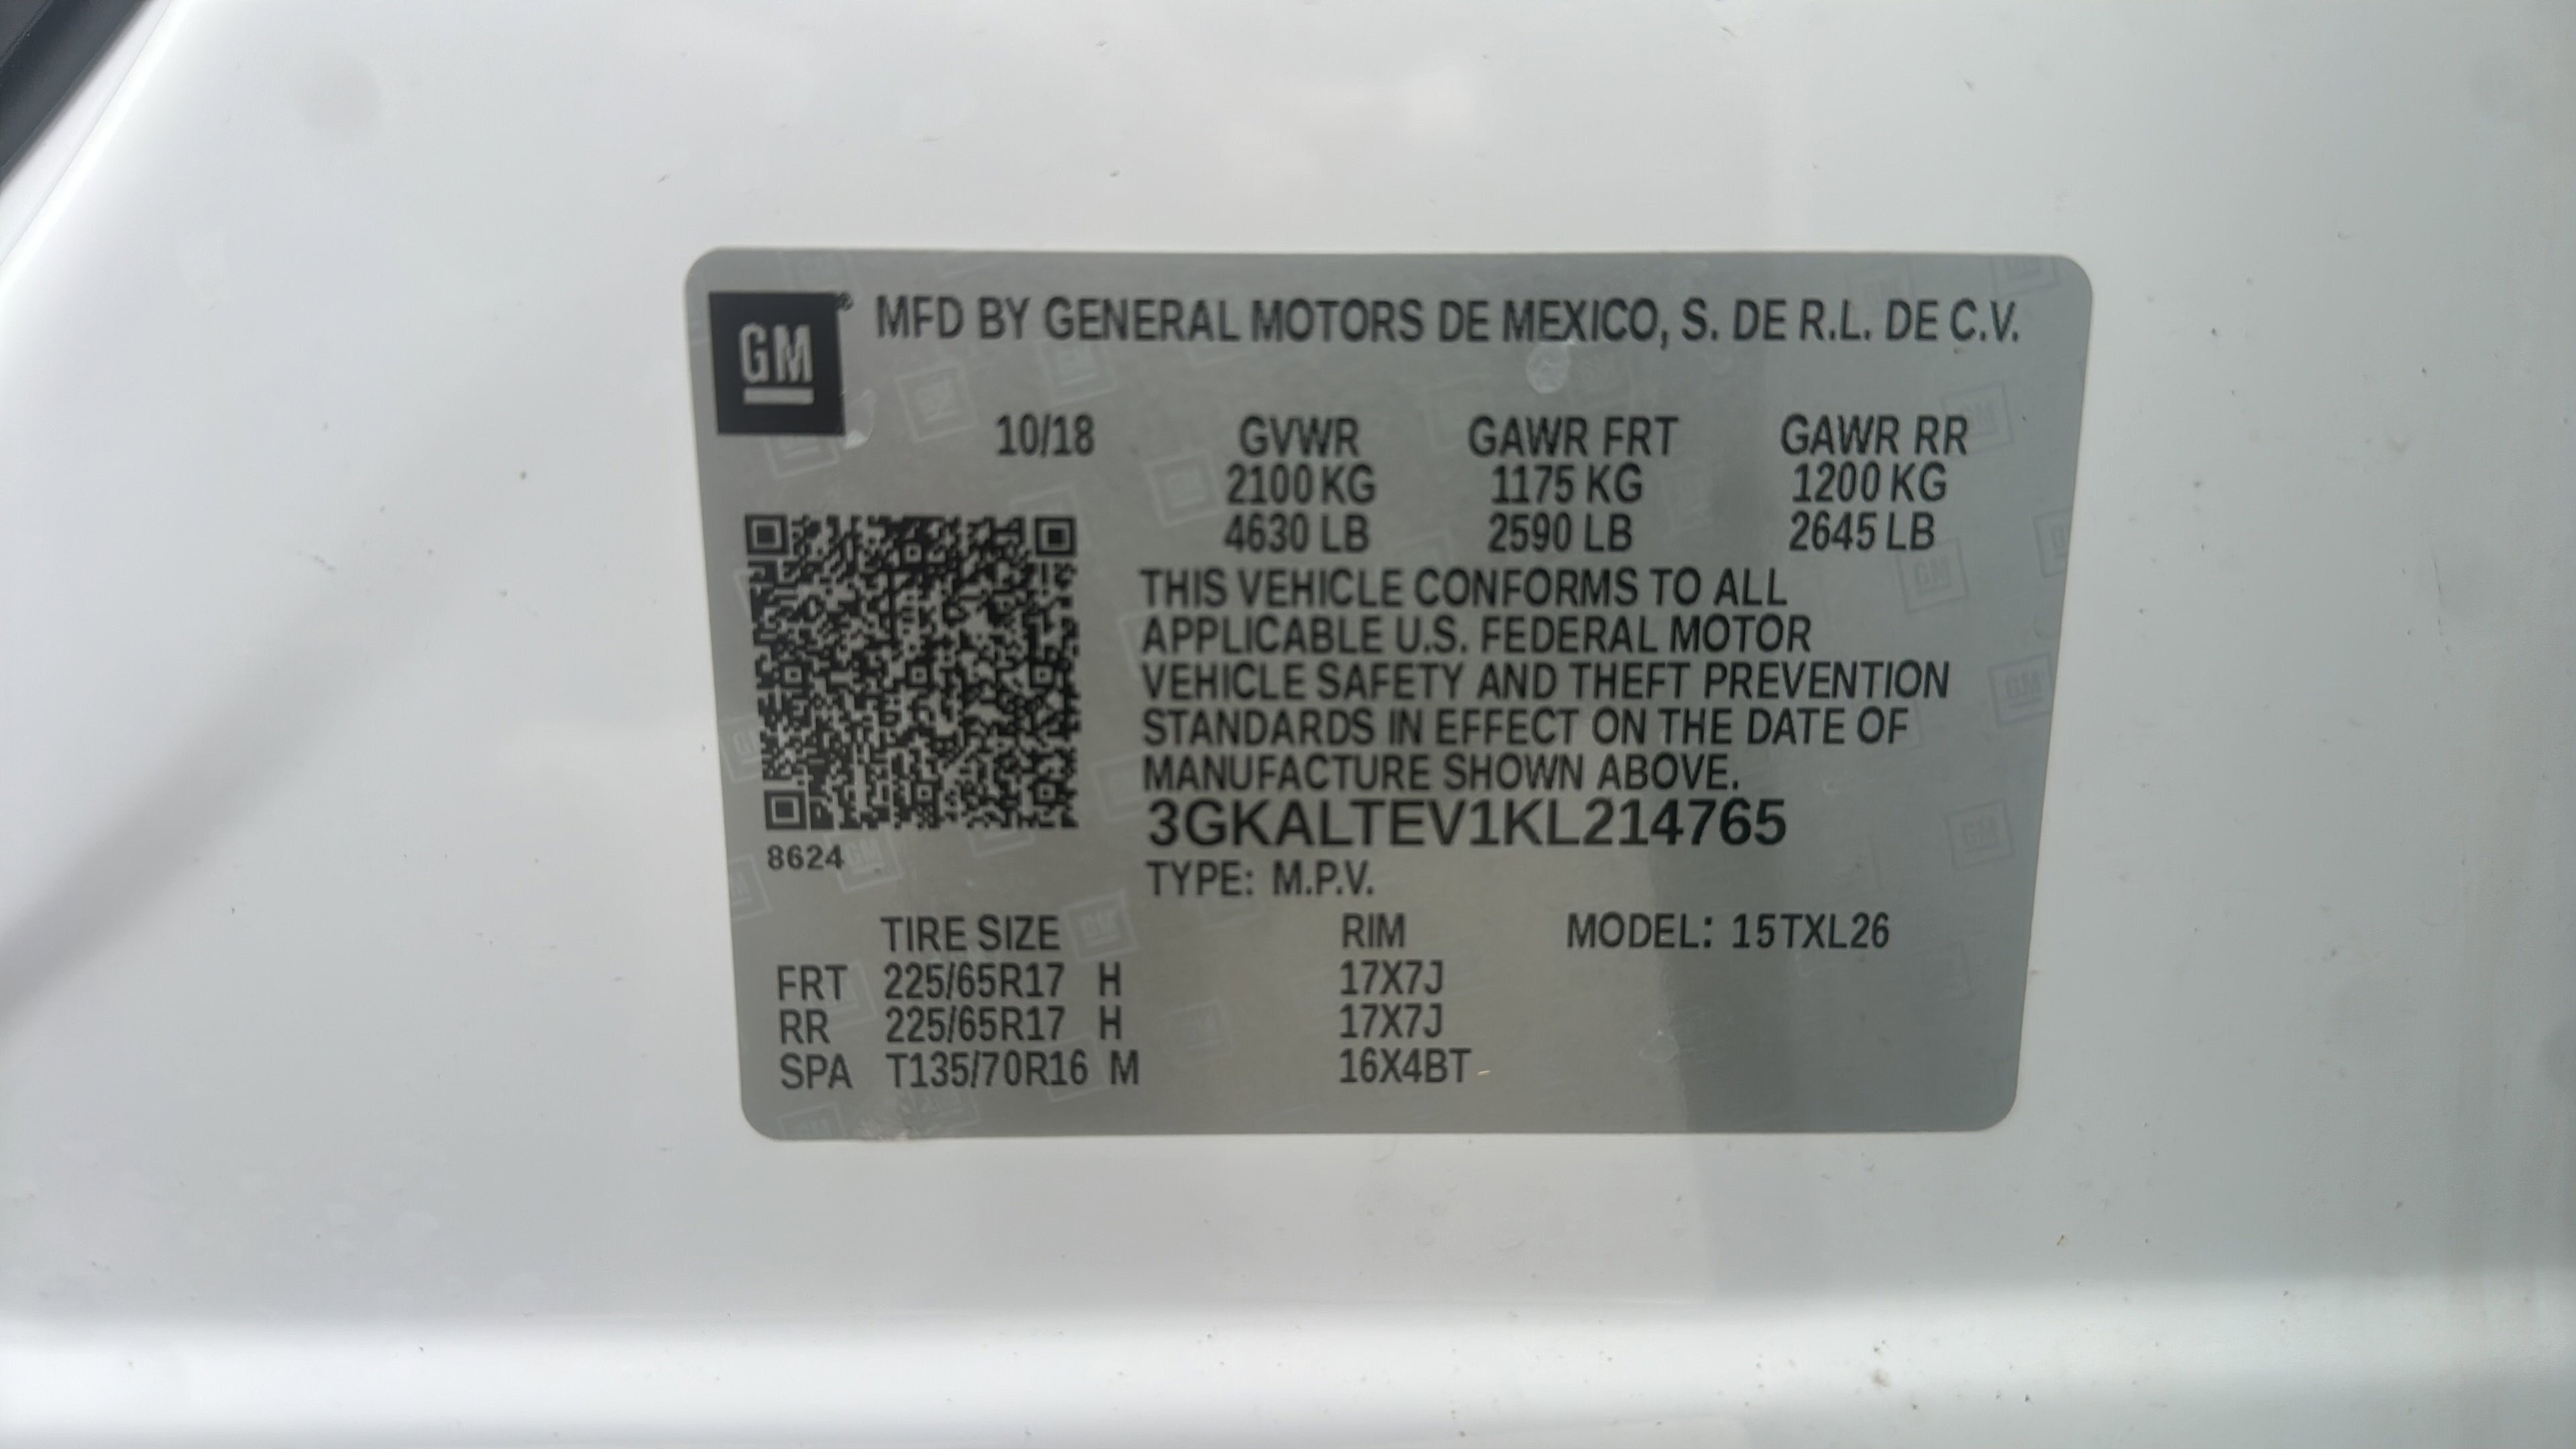 GM ® MFD BY GENERAL MOTORS DE MEXICO, S. DE R.L. DE C.V.
10/18 GVWR GAWR FRT GAWR RR
2100 KG 1175 KG 1200 KG
4630 LB 2590 LB 2645 LB
THIS VEHICLE CONFORMS TO ALL
APPLICABLE U.S. FEDERAL MOTOR
VEHICLE SAFETY AND THEFT PREVENTION
STANDARDS IN EFFECT ON THE DATE OF
MANUFACTURE SHOWN ABOVE.
3GKALTEV1KL214765
8624
TYPE: M.P.V.
TIRE SIZE RIM MODEL: 15TXL26
FRT 225/65R17 H 17X7J
RR 225/65R17 H 17X7J
SPA T135/70R16 M 16X4BT